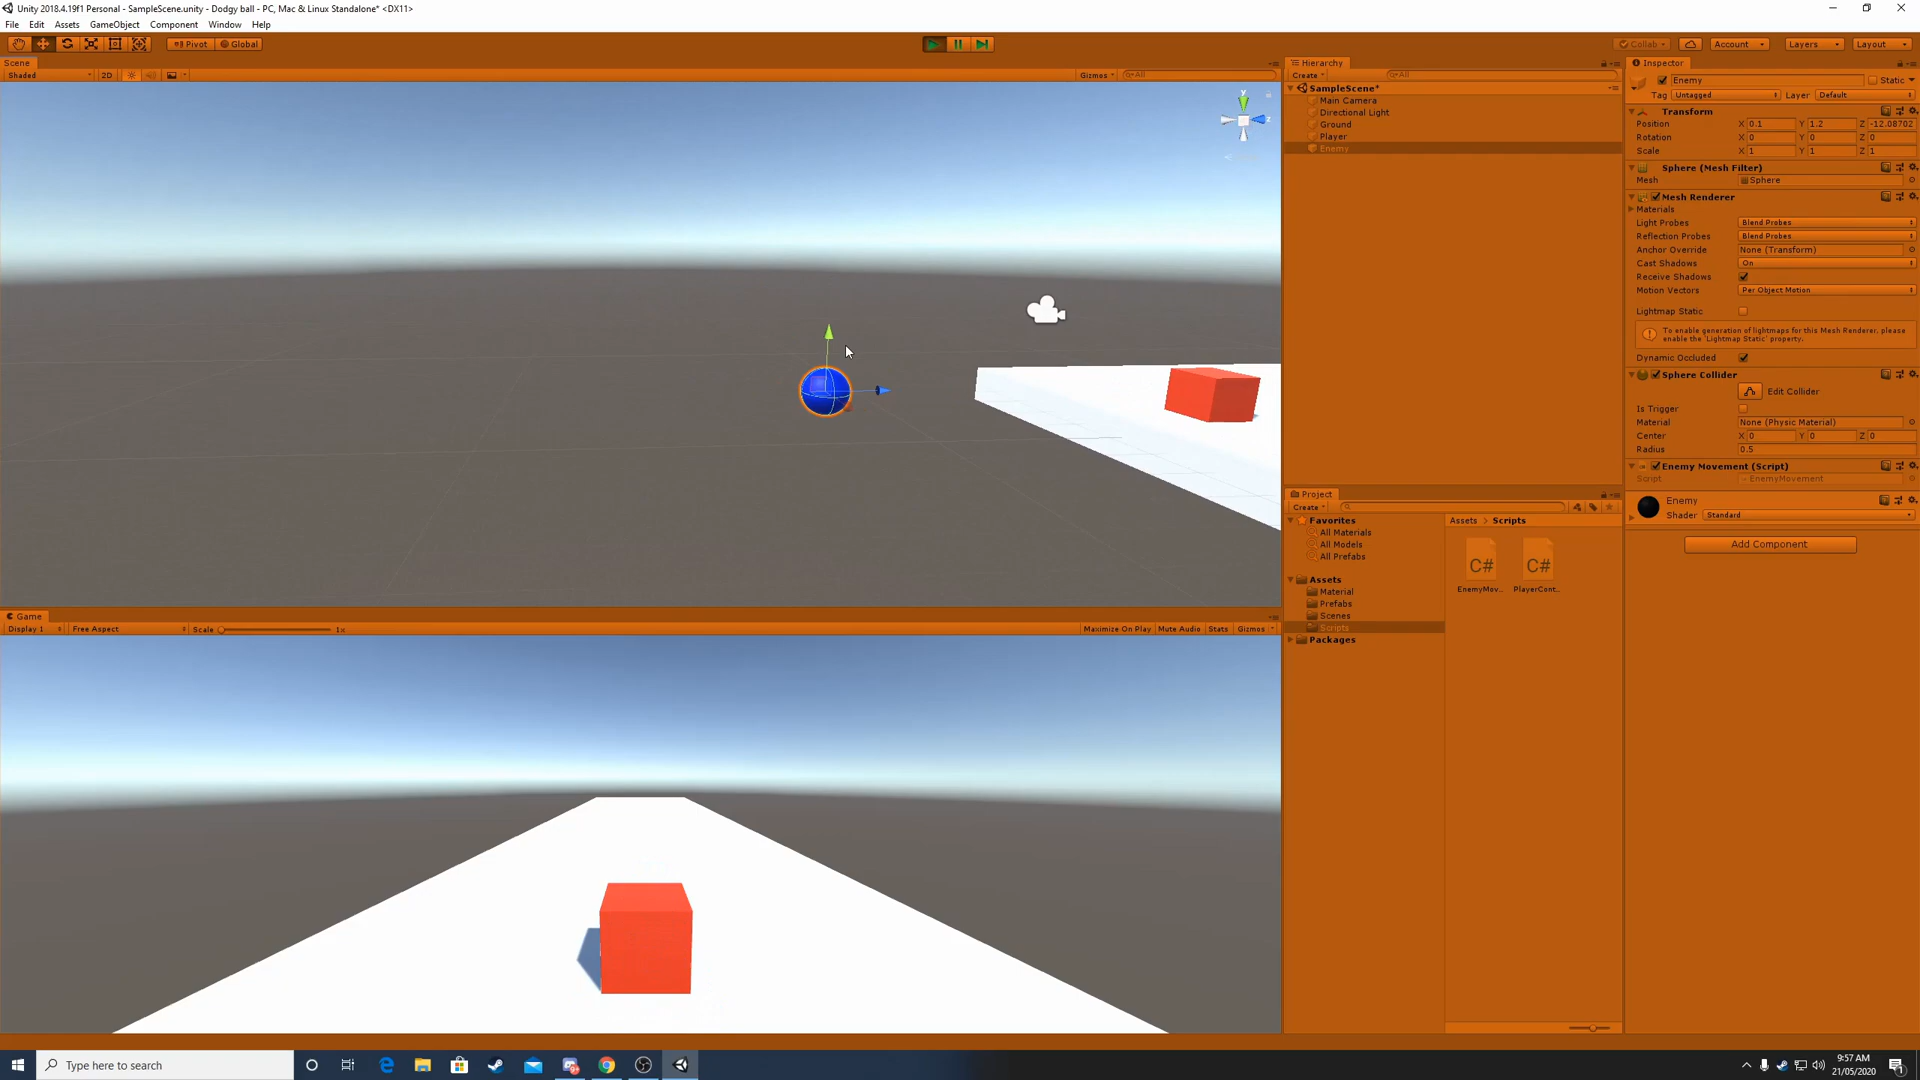 Unity 2018.4.19f1 Personal - SampleScene.unity - Dodgy ball - PC, Mac & Linux Standalone* <DX11>
File Edit Assets GameObject Component Window Help
Pivot Global Collab Account Layers Layout
Scene
Shaded 2D Gizmos All
y
z
Hierarchy
Create All
SampleScene*
Main Camera
Directional Light
Ground
Player
Enemy
Inspector
Enemy Static
Tag Untagged Layer Default
Transform
Position X 0.1 Y 1.2 Z -12.08702
Rotation X 0 Y 0 Z 0
Scale X 1 Y 1 Z 1
Sphere (Mesh Filter)
Mesh Sphere
Mesh Renderer
Materials
Light Probes Blend Probes
Reflection Probes Blend Probes
Anchor Override None (Transform)
Cast Shadows On
Receive Shadows
Motion Vectors Per Object Motion
Lightmap Static
To enable generation of lightmaps for this Mesh Renderer, please
enable the 'Lightmap Static' property.
Dynamic Occluded
Sphere Collider
Edit Collider
Is Trigger
Material None (Physic Material)
Center X 0 Y 0 Z 0
Radius 0.5
Enemy Movement (Script)
Script EnemyMovement
Enemy
Shader Standard
Add Component
Project
Create
Favorites
All Materials
All Models
All Prefabs
Assets
Material
Prefabs
Scenes
Scripts
Packages
Assets > Scripts
C# C#
EnemyMov... PlayerCont...
Game
Display 1 Free Aspect Scale 1x Maximize On Play Mute Audio Stats Gizmos
Type here to search
9:57 AM
21/05/2020